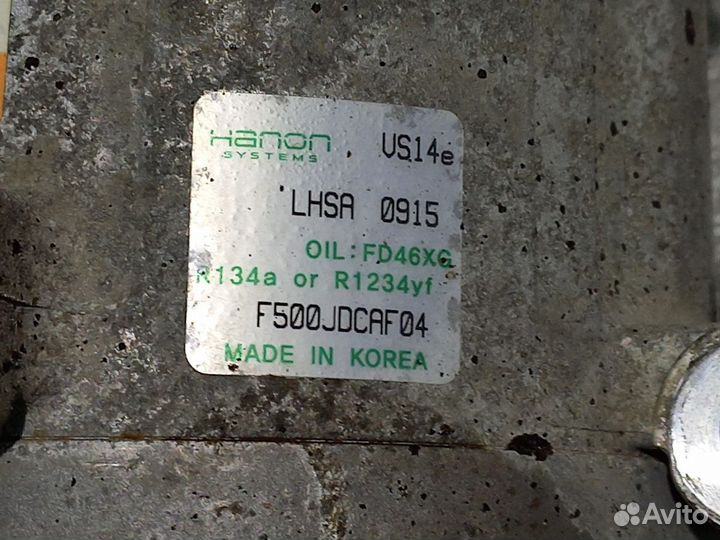 Hanon VS14e
SYSTEMS
LHSA 0915
OIL: FD46XG
R134a or R1234yf
F500JDCAF04
MADE IN KOREA
Avito